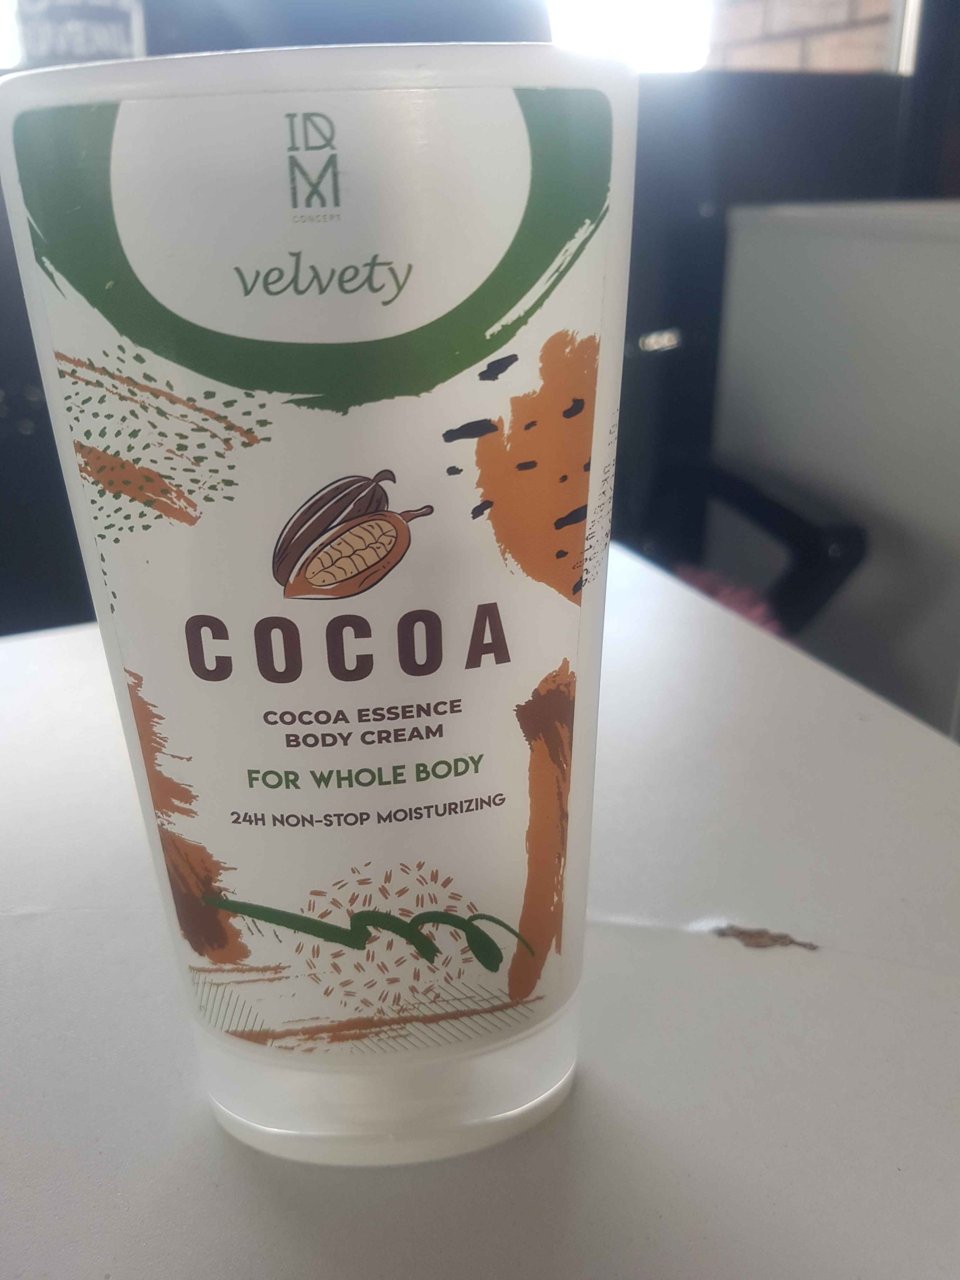 IDM
CONCEPT
velvety
COCOA
COCOA ESSENCE
BODY CREAM
FOR WHOLE BODY
24H NON-STOP MOISTURIZING